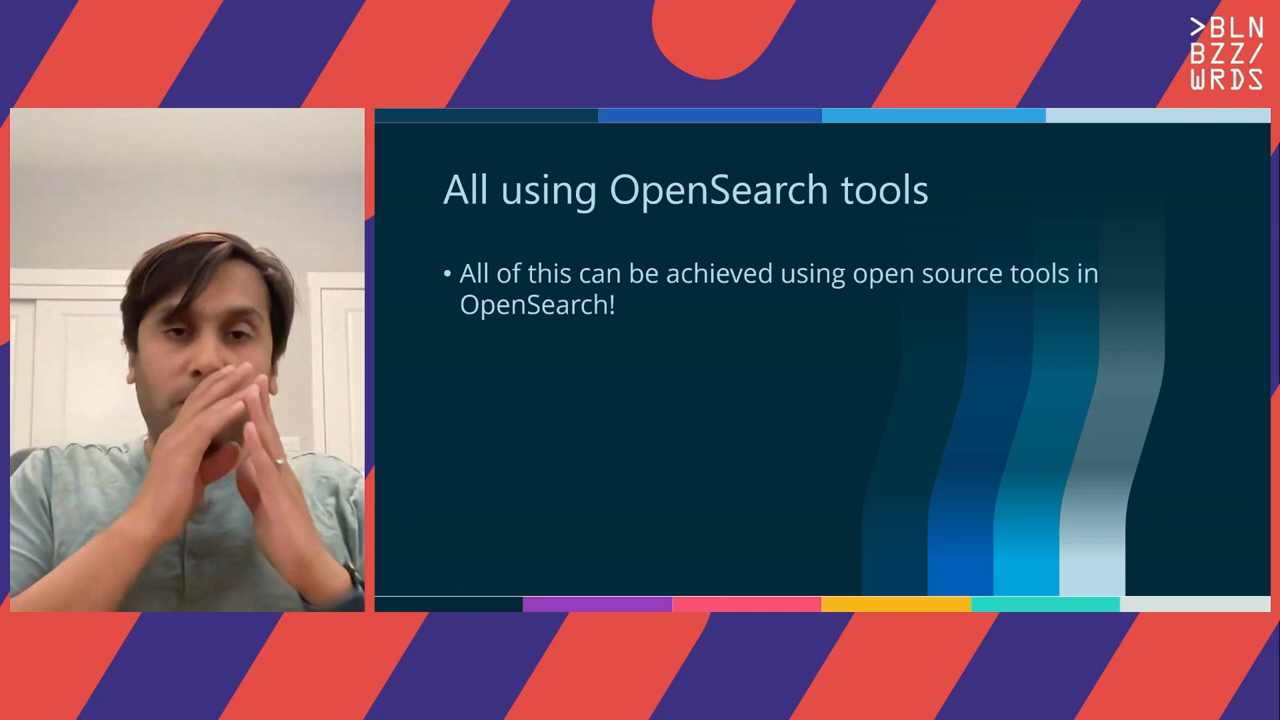 >BLN
BZZ/
WRDS
All using OpenSearch tools
• All of this can be achieved using open source tools in
OpenSearch!